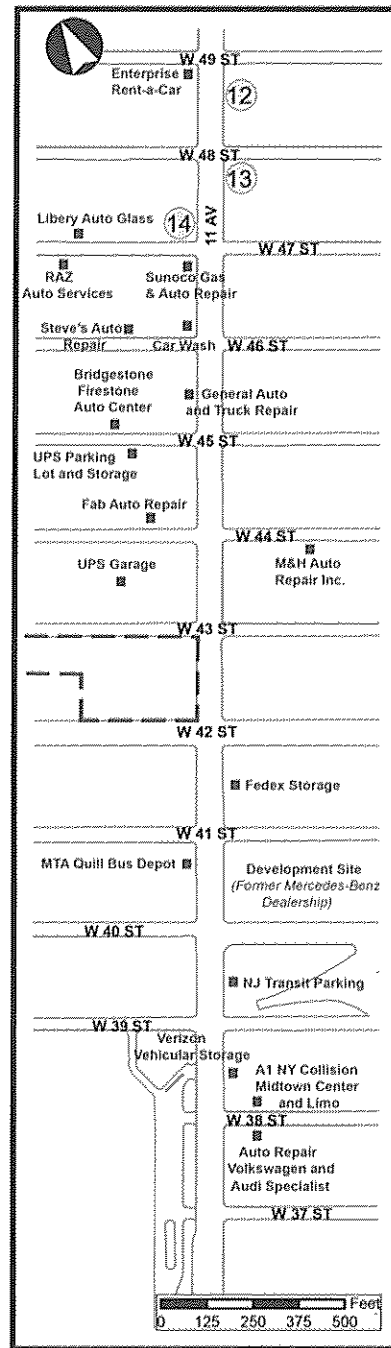 W 49 ST
Enterprise
Rent-a-Car
12
W 48 ST
13
11 AV
14
Libery Auto Glass
W 47 ST
RAZ
Auto Services
Sunoco Gas
& Auto Repair
Steve's Auto
Repair
Car Wash
W 46 ST
Bridgestone
Firestone
Auto Center
General Auto
and Truck Repair
W 45 ST
UPS Parking
Lot and Storage
Fab Auto Repair
W 44 ST
UPS Garage
M&H Auto
Repair Inc.
W 43 ST
W 42 ST
Fedex Storage
W 41 ST
MTA Quill Bus Depot
Development Site
(Former Mercedes-Benz
Dealership)
W 40 ST
NJ Transit Parking
W 39 ST
Verizon
Vehicular Storage
A1 NY Collision
Midtown Center
and Limo
W 38 ST
Auto Repair
Volkswagen and
Audi Specialist
W 37 ST
Feet
0 125 250 375 500